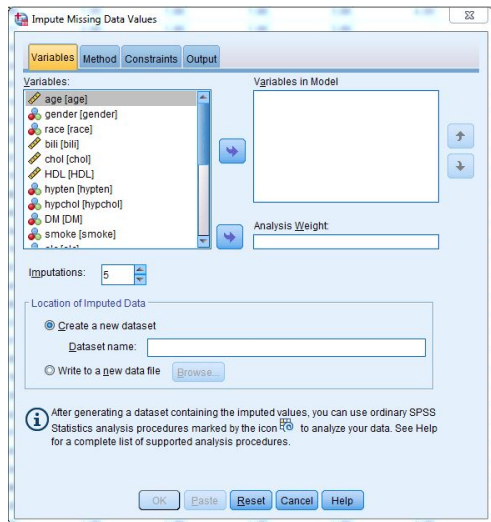 Impute Missing Data Values
Variables Method Constraints Output
Variables:
age [age]
gender [gender]
race [race]
bili [bili]
chol [chol]
HDL [HDL]
hypten [hypten]
hypchol [hypchol]
DM [DM]
smoke [smoke]
Variables in Model
Analysis Weight:
Imputations: 5
Location of Imputed Data
Create a new dataset
Dataset name:
Write to a new data file Browse...
After generating a dataset containing the imputed values, you can use ordinary SPSS
Statistics analysis procedures marked by the icon to analyze your data. See Help
for a complete list of supported analysis procedures.
OK Paste Reset Cancel Help